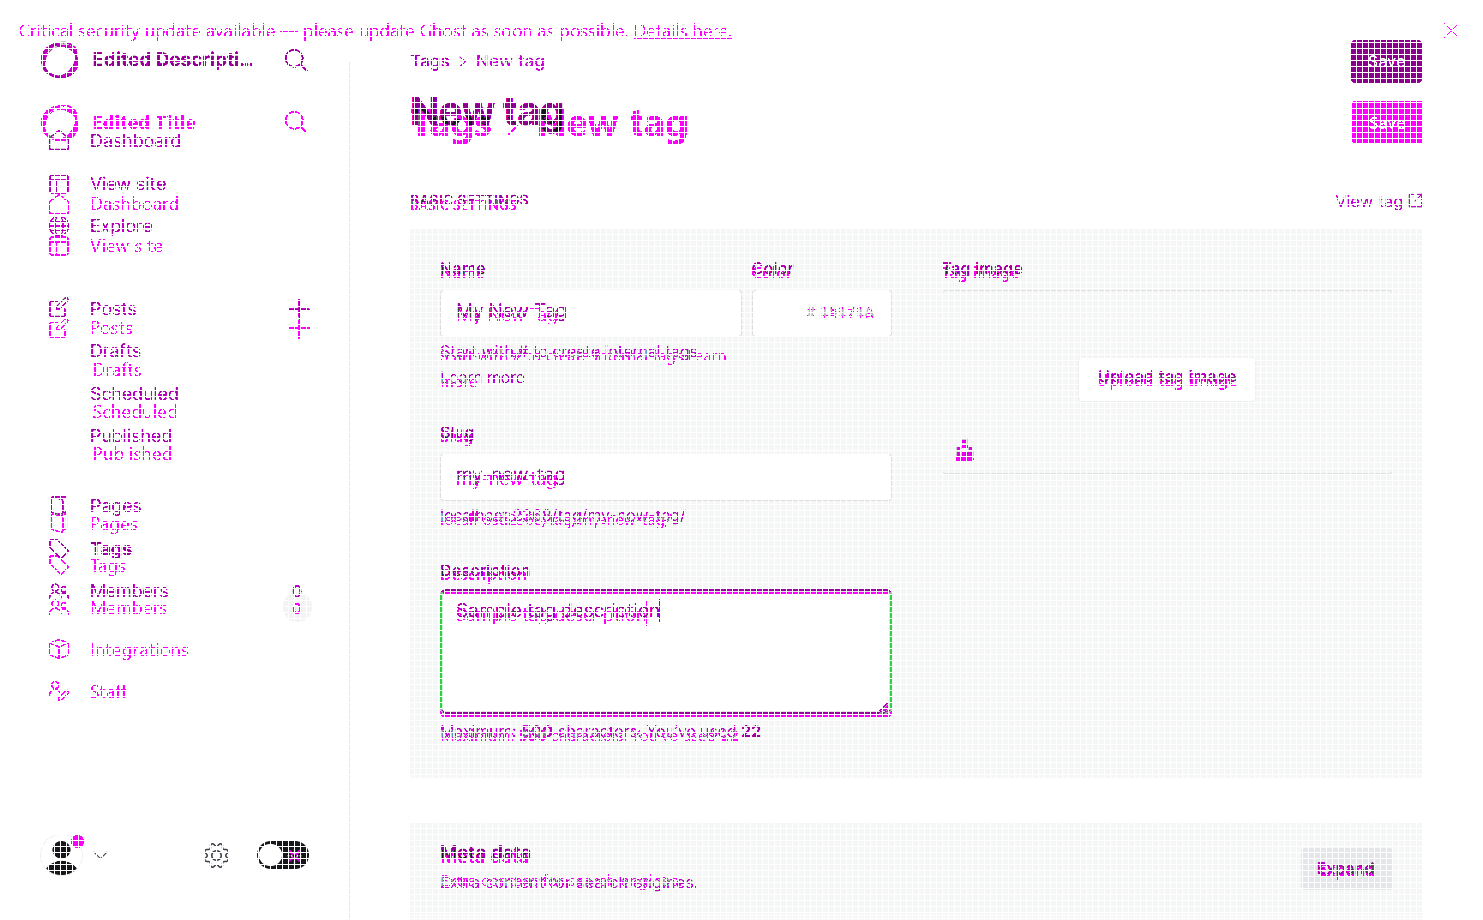 Critical security update available — please update Ghost as soon as possible. Details here.
Edited Descripti...
Tags > New tag
Save
New tag
Edited Title
Tags > New tag
Save
Dashboard
View site
Dashboard
BASIC SETTINGS
BASIC SETTINGS
View tag
Explore
View site
Name
Color
Tag image
My New Tag
Posts
Posts
Drafts
Drafts
Start with # to create internal tags
Learn more
Upload tag image
Scheduled
Scheduled
Published
Published
Slug
my-new-tag
Pages
Pages
localhost:2368/tag/my-new-tag/
Tags
Tags
Description
Members 0
Members 0
Sample tag description
Integrations
Staff
Maximum: 500 characters. You've used 22
Meta data
Expand
Extra content for search engines.